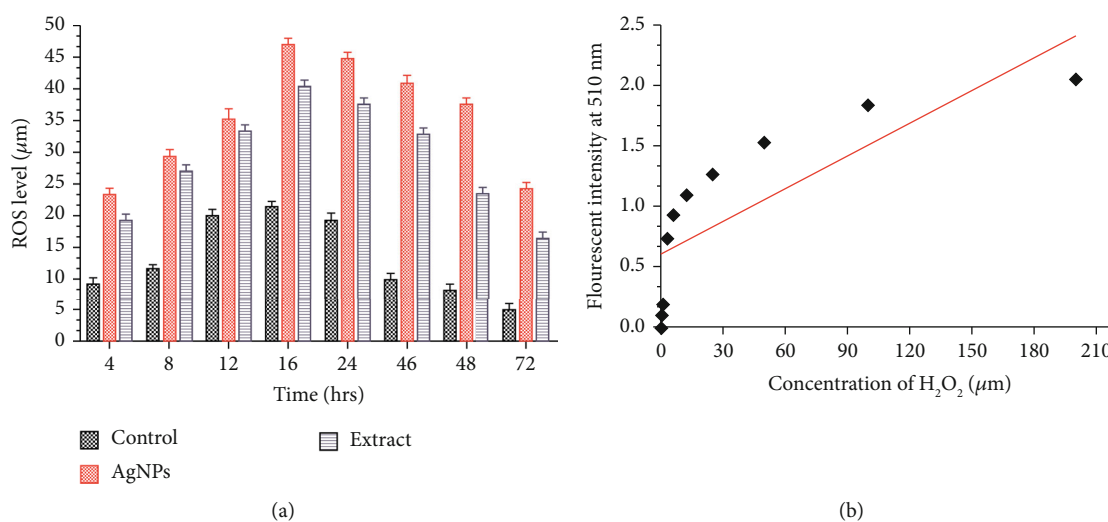 50
45
40
35
30
25
20
15
10
5
0
ROS level (μm)
4 8 12 16 24 46 48 72
Time (hrs)
Control
Extract
AgNPs
(a)
2.5
2.0
1.5
1.0
0.5
0.0
Flourescent intensity at 510 nm
0 30 60 90 120 150 180 210
Concentration of H₂O₂ (μm)
(b)